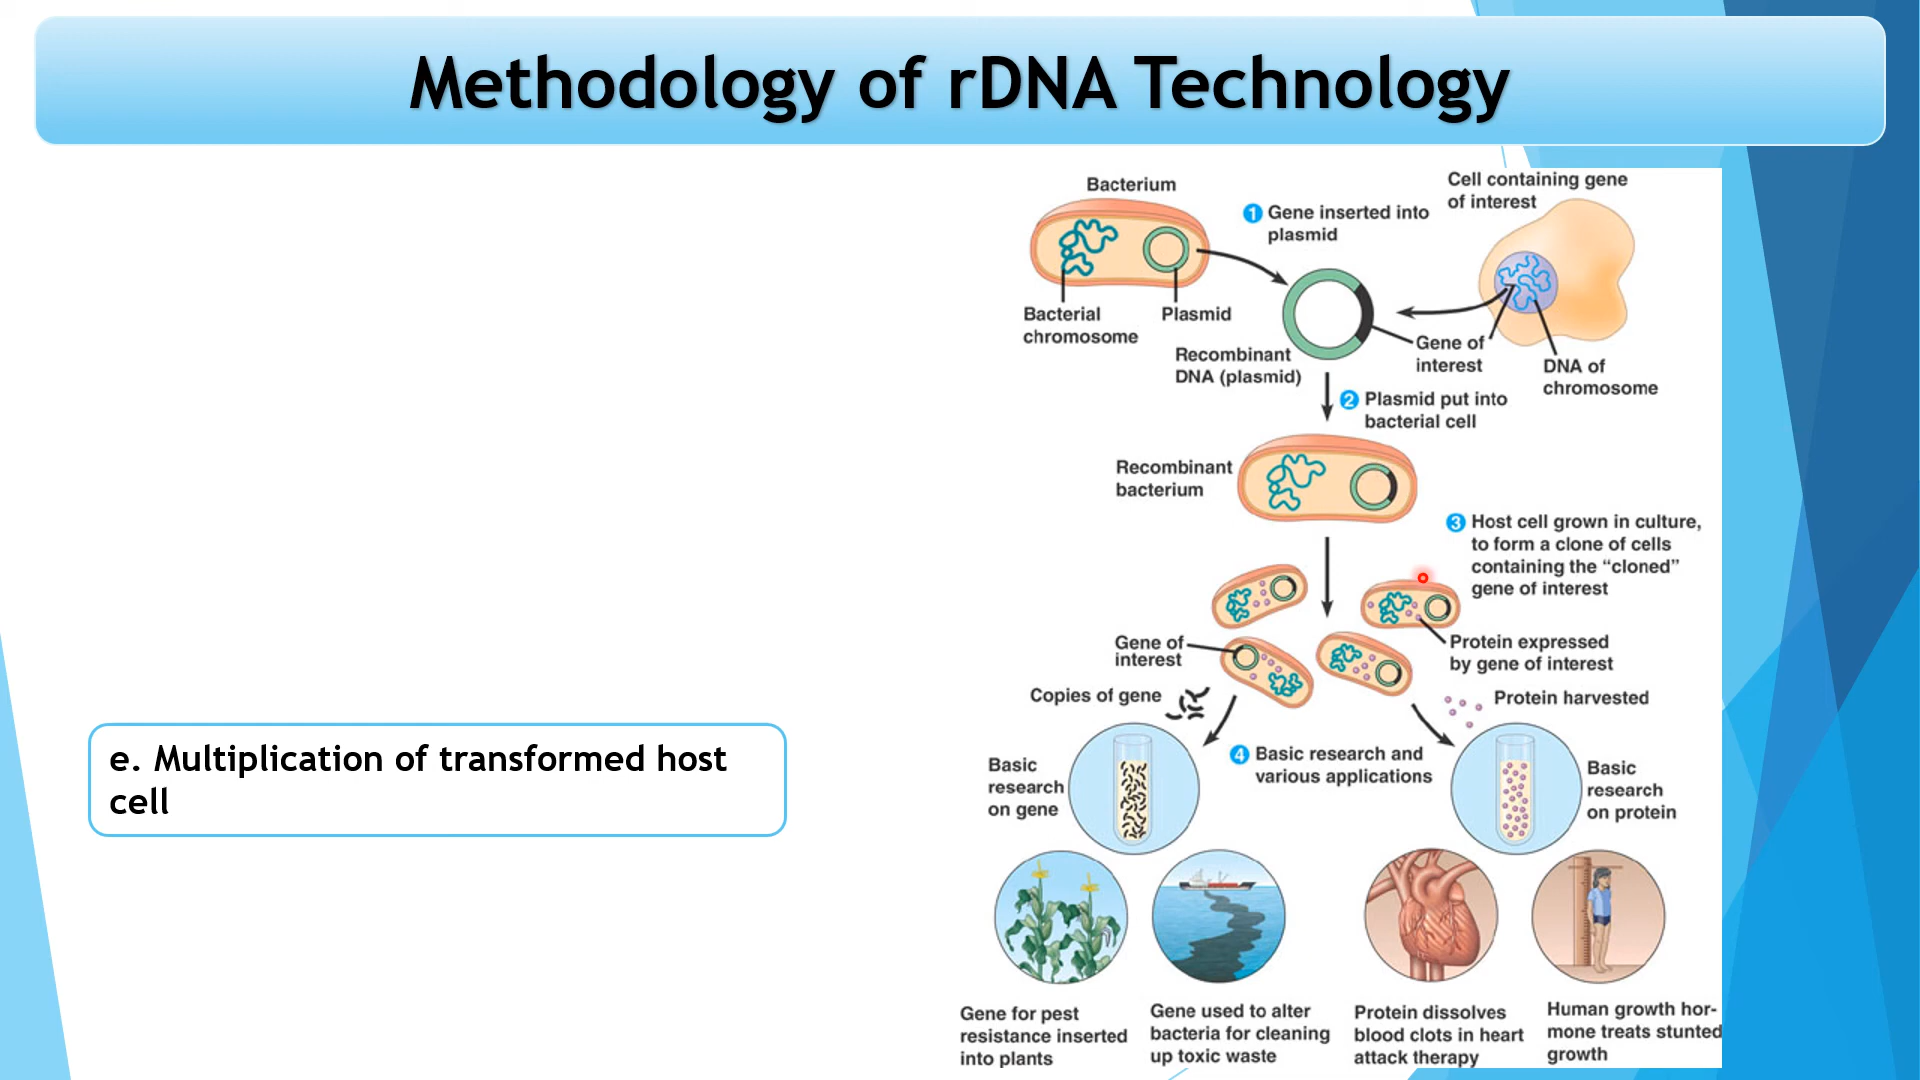 Methodology of rDNA Technology
Bacterium
Cell containing gene
of interest
1 Gene inserted into
plasmid
Bacterial
chromosome
Plasmid
Recombinant
DNA (plasmid)
Gene of
interest
DNA of
chromosome
2 Plasmid put into
bacterial cell
Recombinant
bacterium
3 Host cell grown in culture,
to form a clone of cells
containing the “cloned”
gene of interest
Gene of
interest
Protein expressed
by gene of interest
Copies of gene
Protein harvested
e. Multiplication of transformed host
cell
Basic
research
on gene
4 Basic research and
various applications
Basic
research
on protein
Gene for pest
resistance inserted
into plants
Gene used to alter
bacteria for cleaning
up toxic waste
Protein dissolves
blood clots in heart
attack therapy
Human growth hor-
mone treats stunted
growth